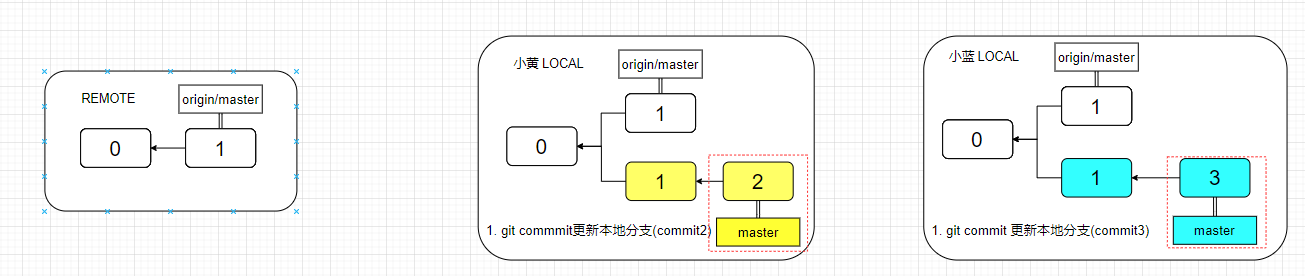 REMOTE
origin/master
0
1
小黄 LOCAL
origin/master
1
0
1
2
1. git commmit更新本地分支(commit2)
master
小蓝 LOCAL
origin/master
1
0
1
3
1. git commit 更新本地分支(commit3)
master